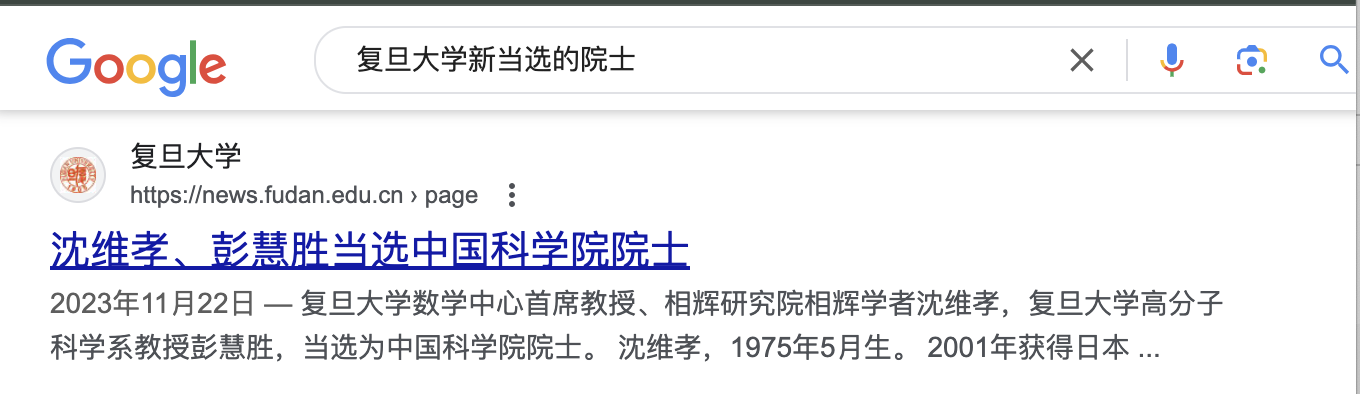 Google
复旦大学新当选的院士
复旦大学
https://news.fudan.edu.cn › page
沈维孝、彭慧胜当选中国科学院院士
2023年11月22日 — 复旦大学数学中心首席教授、相辉研究院相辉学者沈维孝，复旦大学高分子
科学系教授彭慧胜，当选为中国科学院院士。 沈维孝，1975年5月生。 2001年获得日本 ...